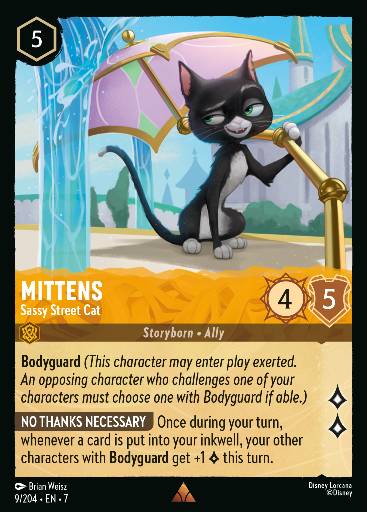 5
MITTENS
Sassy Street Cat
4
5
Storyborn • Ally
Bodyguard (This character may enter play exerted.
An opposing character who challenges one of your
characters must choose one with Bodyguard if able.)
NO THANKS NECESSARY Once during your turn,
whenever a card is put into your inkwell, your other
characters with Bodyguard get +1 this turn.
Brian Weisz
9/204 • EN • 7
Disney Lorcana
©Disney